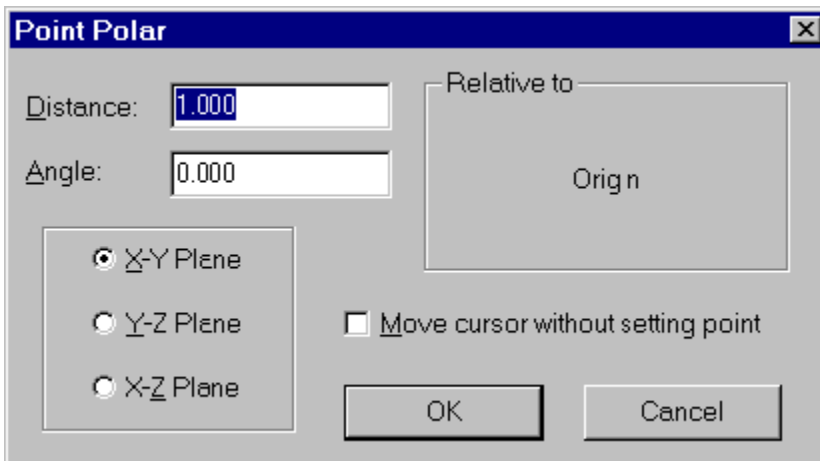 Point Polar
Distance: 1.000
Relative to
Angle: 0.000
Orig n
X-Y Plane
Y-Z Plane
Move cursor without setting point
X-Z Plane
OK
Cancel